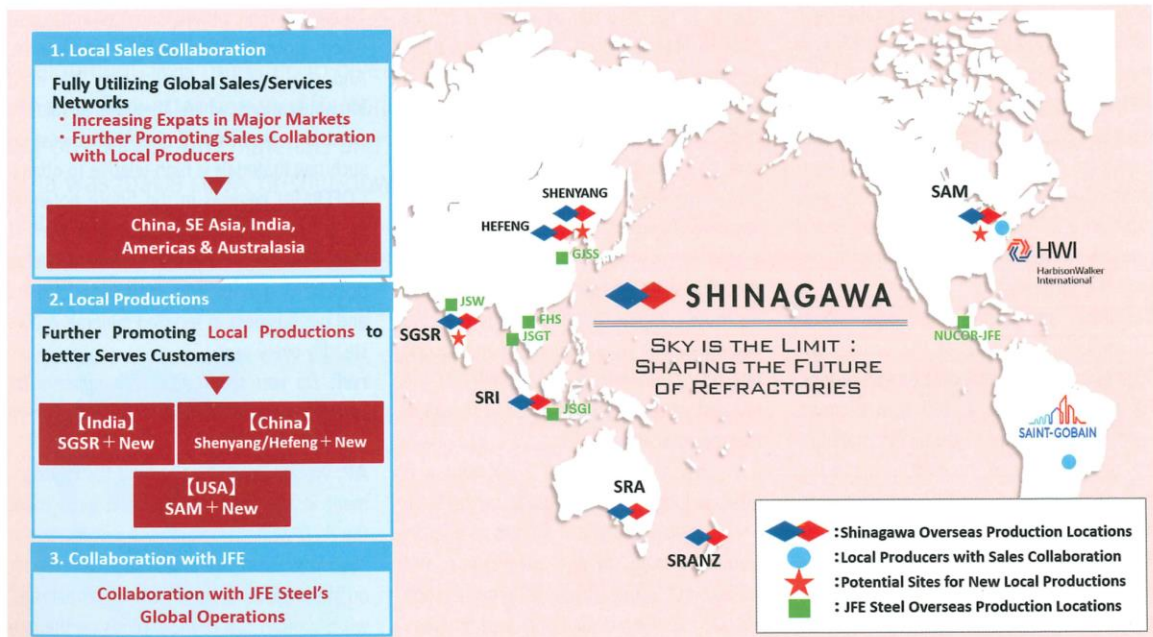 1. Local Sales Collaboration
Fully Utilizing Global Sales/Services
Networks
・Increasing Expats in Major Markets
・Further Promoting Sales Collaboration
with Local Producers
China, SE Asia, India,
Americas & Australasia
2. Local Productions
Further Promoting Local Productions to
better Serves Customers
【India】
SGSR＋New
【China】
Shenyang/Hefeng＋New
【USA】
SAM＋New
3. Collaboration with JFE
Collaboration with JFE Steel's
Global Operations
SHENYANG
HEFENG
GJSS
JSW
SGSR
FHS
JSGT
SRI
JSGI
SRA
SRANZ
SHINAGAWA
SKY IS THE LIMIT :
SHAPING THE FUTURE
OF REFRACTORIES
SAM
HWI
HarbisonWalker
International
NUCOR-JFE
SAINT-GOBAIN
:Shinagawa Overseas Production Locations
:Local Producers with Sales Collaboration
:Potential Sites for New Local Productions
:JFE Steel Overseas Production Locations